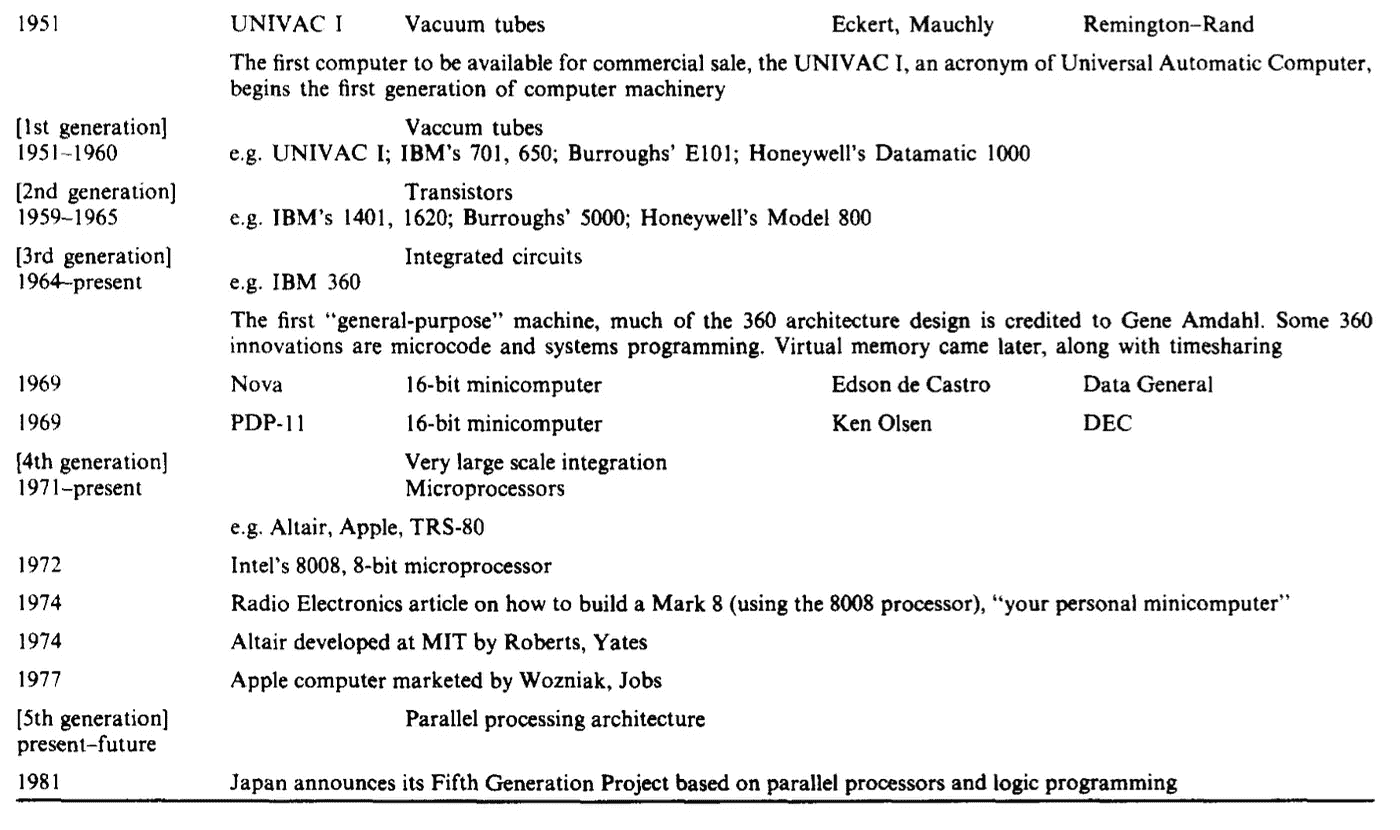 1951 UNIVAC I Vacuum tubes Eckert, Mauchly Remington–Rand
The first computer to be available for commercial sale, the UNIVAC I, an acronym of Universal Automatic Computer,
begins the first generation of computer machinery
[1st generation] Vaccum tubes
1951–1960 e.g. UNIVAC I; IBM's 701, 650; Burroughs' E101; Honeywell's Datamatic 1000
[2nd generation] Transistors
1959–1965 e.g. IBM's 1401, 1620; Burroughs' 5000; Honeywell's Model 800
[3rd generation] Integrated circuits
1964–present e.g. IBM 360
The first “general-purpose” machine, much of the 360 architecture design is credited to Gene Amdahl. Some 360
innovations are microcode and systems programming. Virtual memory came later, along with timesharing
1969 Nova 16-bit minicomputer Edson de Castro Data General
1969 PDP-11 16-bit minicomputer Ken Olsen DEC
[4th generation] Very large scale integration
1971–present Microprocessors
e.g. Altair, Apple, TRS-80
1972 Intel's 8008, 8-bit microprocessor
1974 Radio Electronics article on how to build a Mark 8 (using the 8008 processor), “your personal minicomputer”
1974 Altair developed at MIT by Roberts, Yates
1977 Apple computer marketed by Wozniak, Jobs
[5th generation] Parallel processing architecture
present–future
1981 Japan announces its Fifth Generation Project based on parallel processors and logic programming